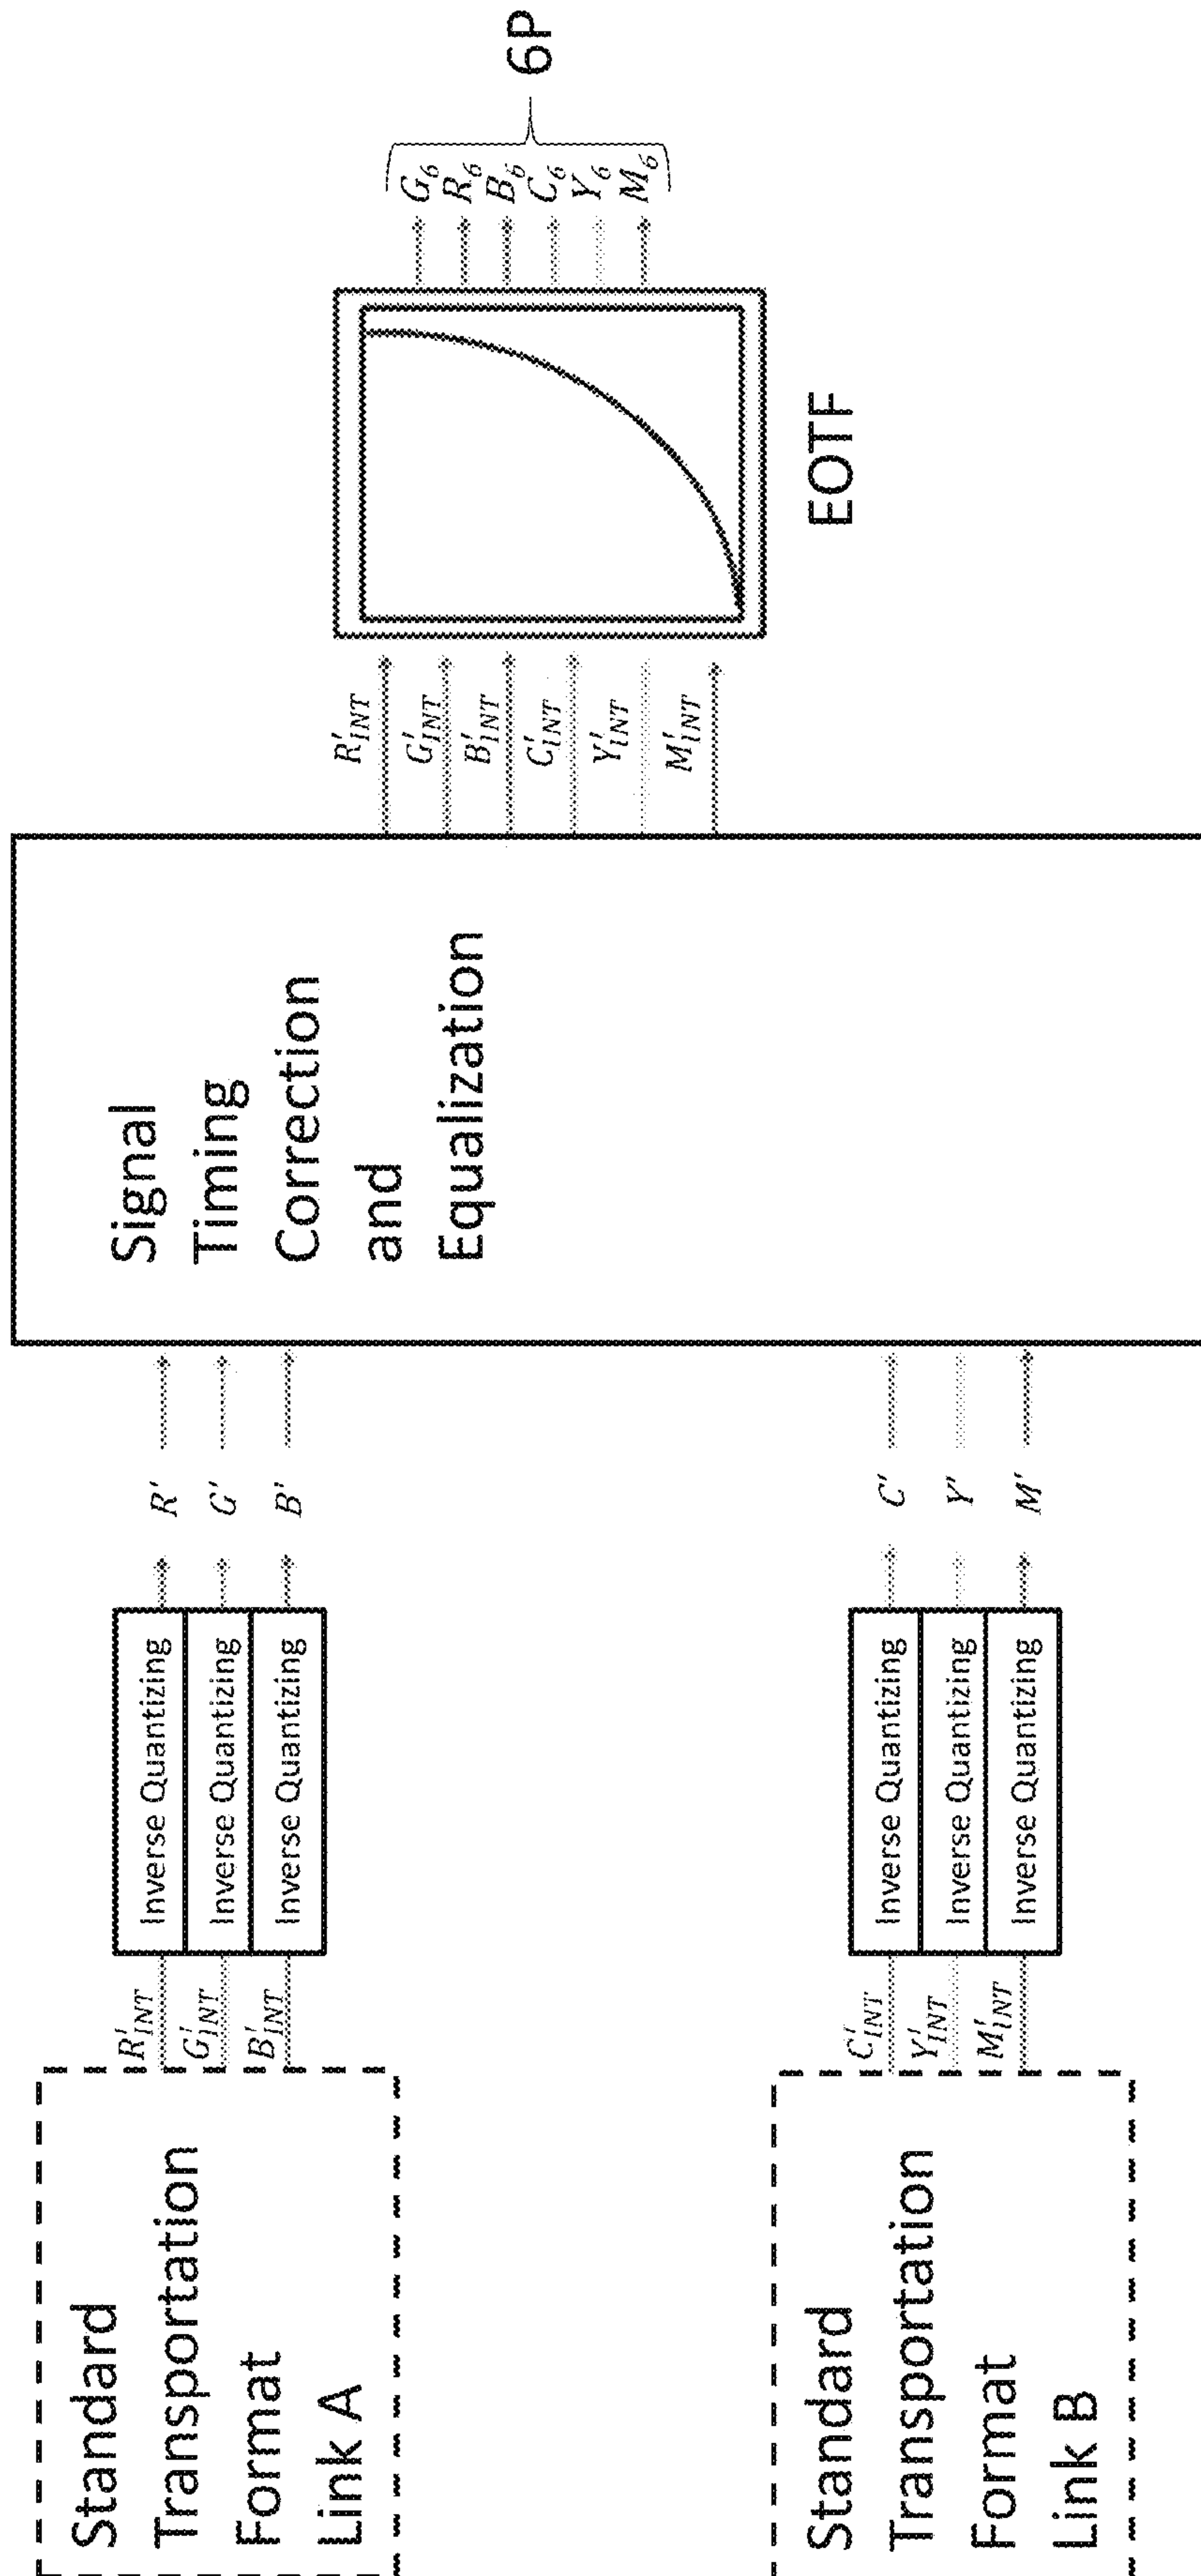 Standard
Transportation
Format
Link A
R'INT
G'INT
B'INT
Inverse Quantizing
Inverse Quantizing
Inverse Quantizing
R'
G'
B'
Standard
Transportation
Format
Link B
C'INT
Y'INT
M'INT
Inverse Quantizing
Inverse Quantizing
Inverse Quantizing
C'
Y'
M'
Signal
Timing
Correction
and
Equalization
R'INT
G'INT
B'INT
C'INT
Y'INT
M'INT
EOTF
G6
R6
B6
C6
Y6
M6
6P